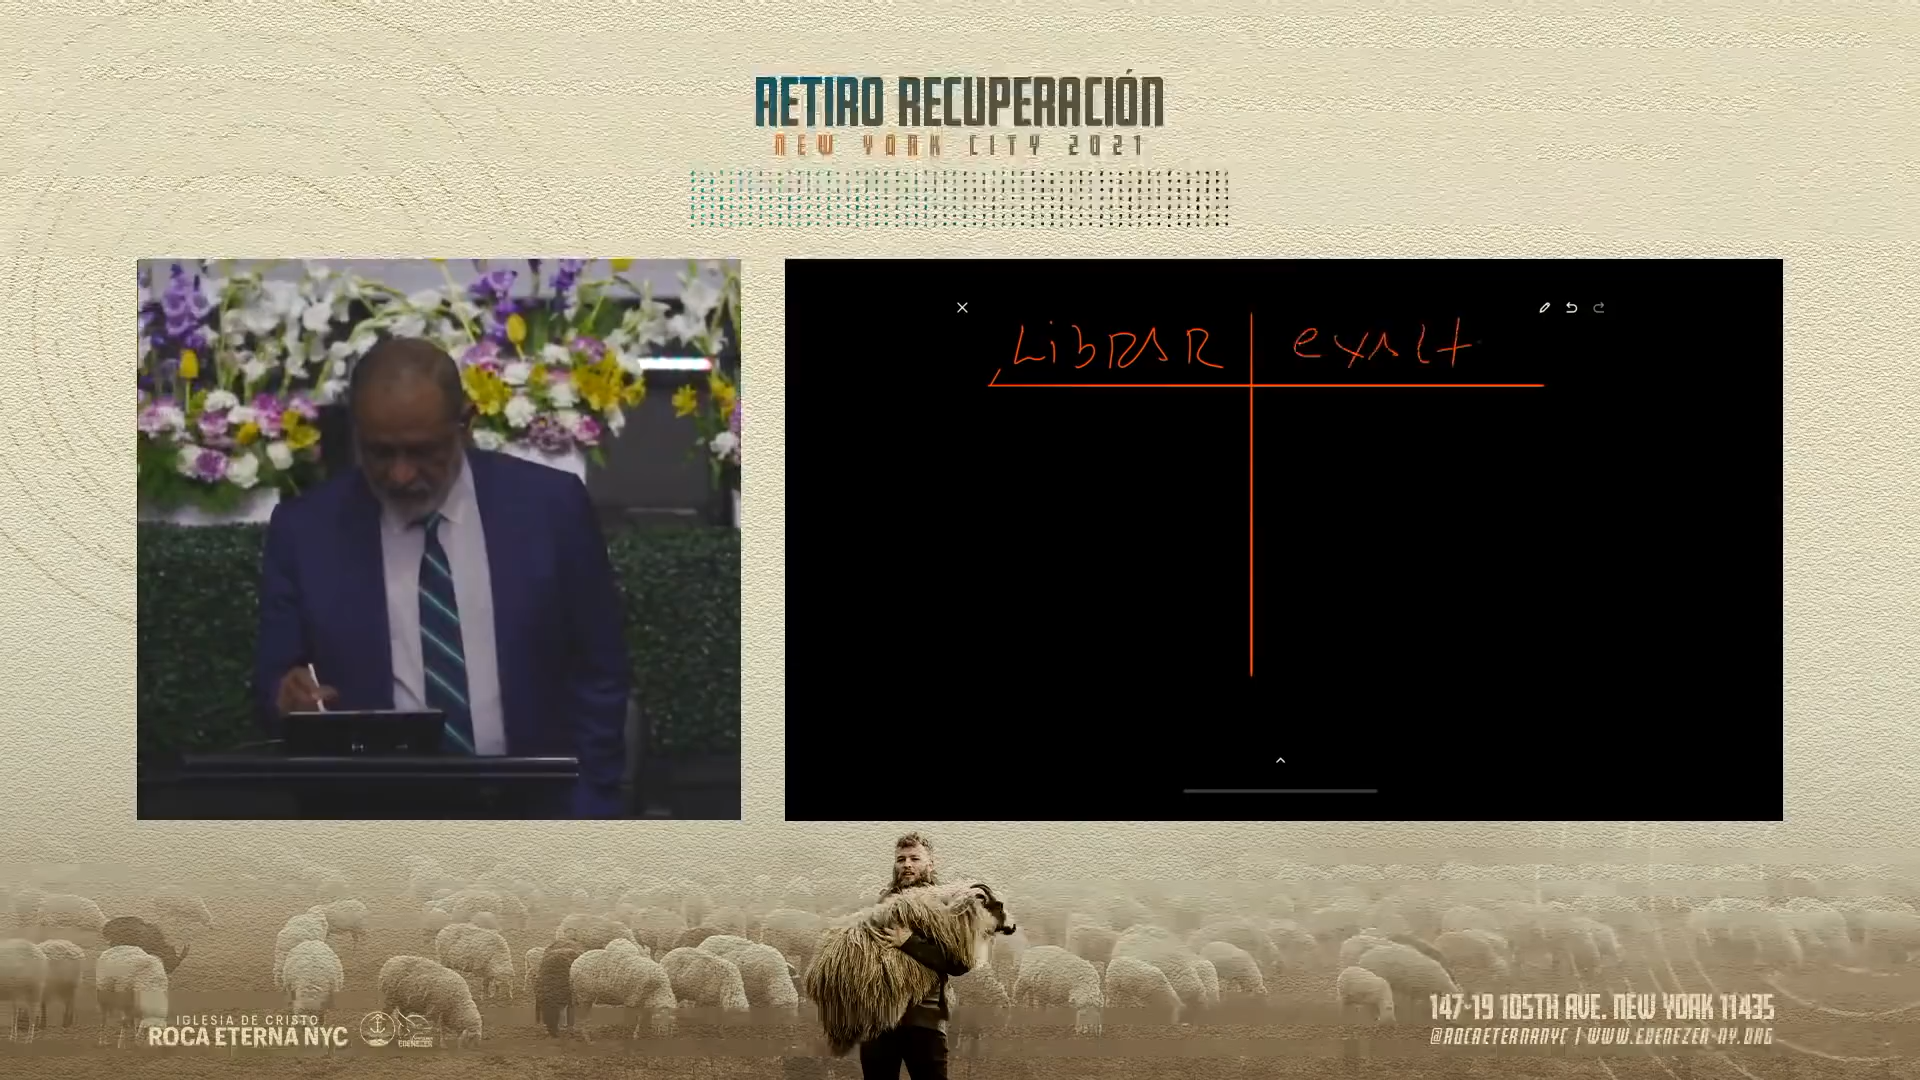 RETIRO RECUPERACIÓN
NEW YORK CITY 2021
LibRAR
exAlt
IGLESIA DE CRISTO
ROCA ETERNA NYC
EBENEZER
147-19 105TH AVE. NEW YORK 11435
@ROCAETERNANYC | WWW.EBENEZER-NY.ORG